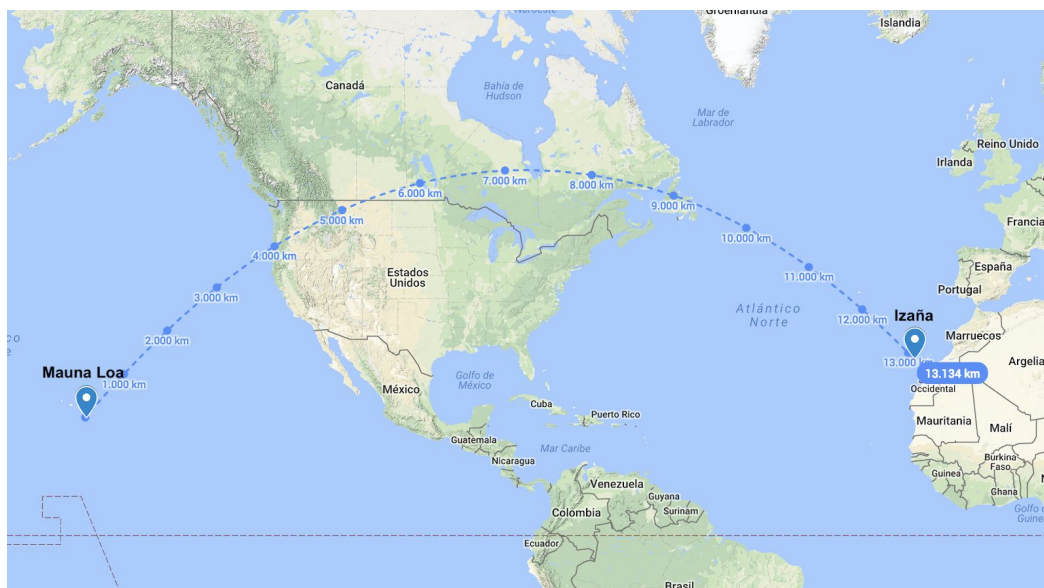 Groenlandia
Islandia
Canadá
Bahía de
Hudson
Mar de
Labrador
Reino Unido
Irlanda
7.000 km
8.000 km
6.000 km
9.000 km
5.000 km
Francia
10.000 km
4.000 km
Estados
Unidos
11.000 km
España
Portugal
3.000 km
Atlántico
Norte
12.000 km
Izaña
2.000 km
Marruecos
13.000 km
Argelia
Mauna Loa
1.000 km
13.134 km
Golfo de
México
México
Occidental
Cuba
Puerto Rico
Mauritania
Malí
Guatemala
Mar Caribe
Nicaragua
Burkina
Faso
Guinea
Venezuela
Ghana
Guyana
Colombia
Surinam
Golfo de
Guinea
Ecuador
Brasil